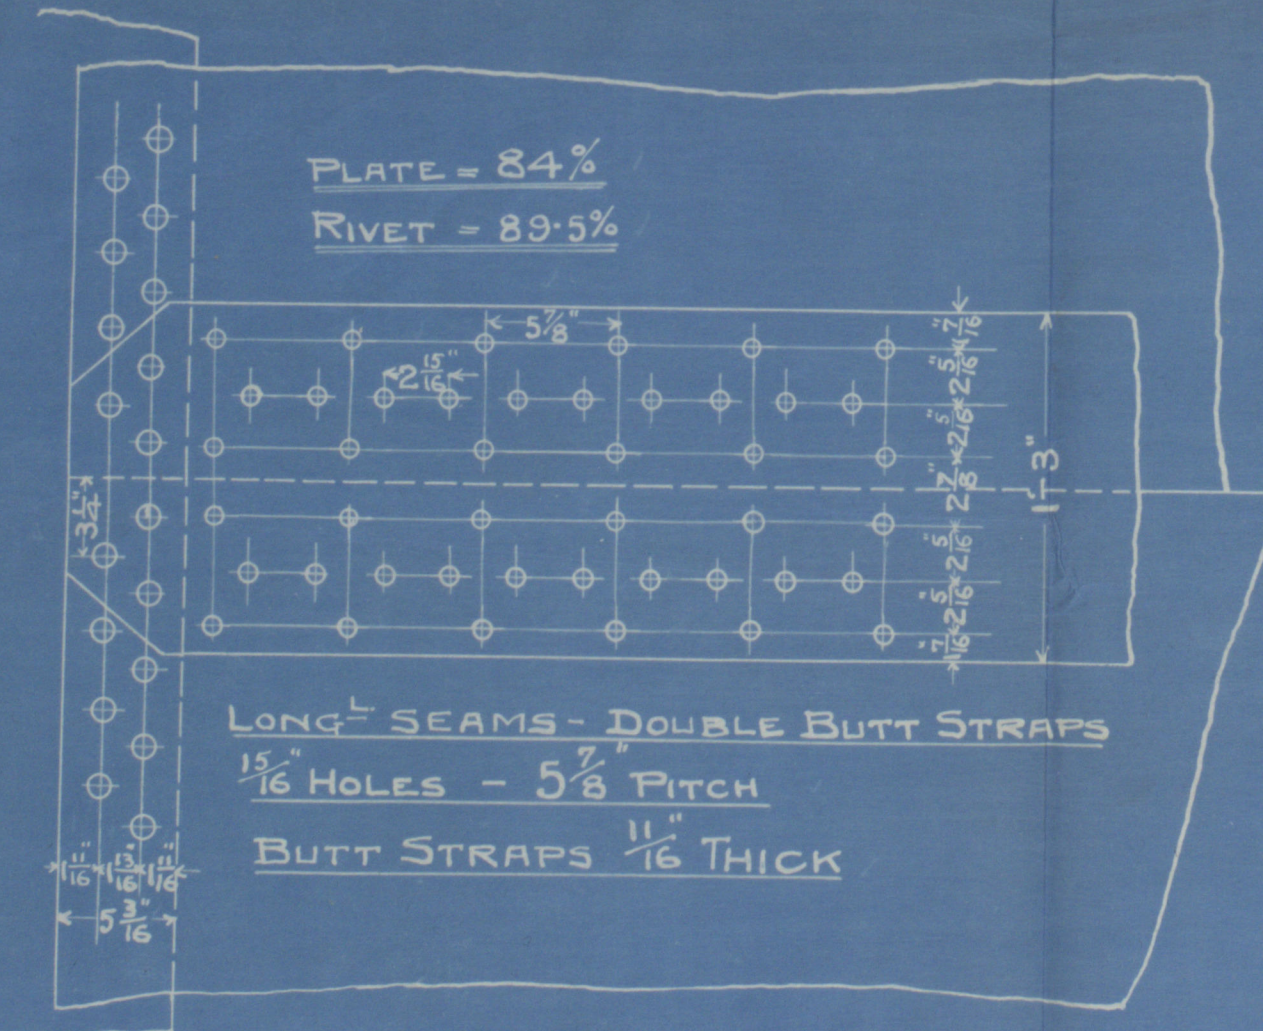 PLATE = 84%
RIVET = 89·5%
5 7/8"
2 15/16"
7/16"
2 5/16"
2 5/16"
2 7/8"
2 5/16"
2 5/16"
1'-3"
3 1/4"
LONGL. SEAMS - DOUBLE BUTT STRAPS
15/16" HOLES - 5 7/8" PITCH
BUTT STRAPS 11/16" THICK
1 11/16" 1 13/16" 1 11/16"
5 3/16"